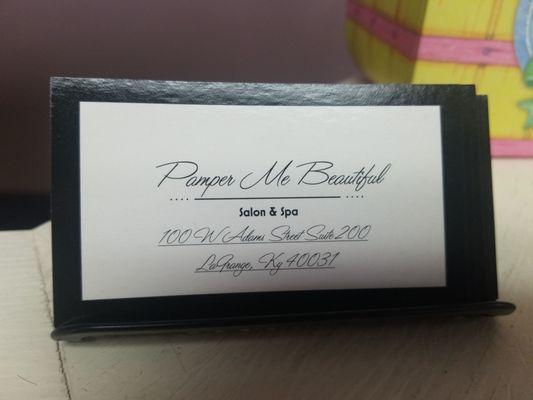 Pamper Me Beautiful
Salon & Spa
100 W Adams Street Suite 200
LaGrange, Ky 40031